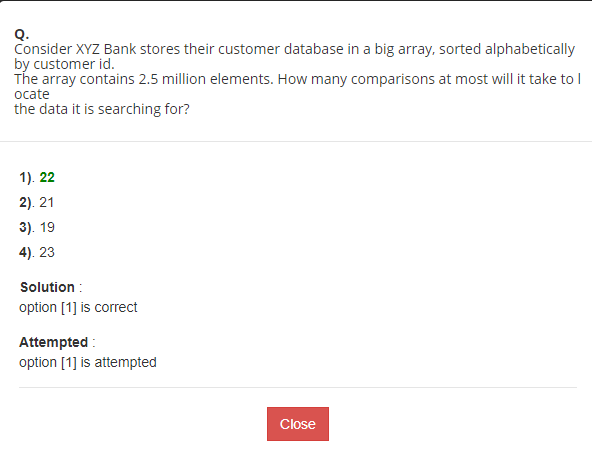 Q.
Consider XYZ Bank stores their customer database in a big array, sorted alphabetically
by customer id.
The array contains 2.5 million elements. How many comparisons at most will it take to l
ocate
the data it is searching for?
1). 22
2). 21
3). 19
4). 23
Solution :
option [1] is correct
Attempted :
option [1] is attempted
Close